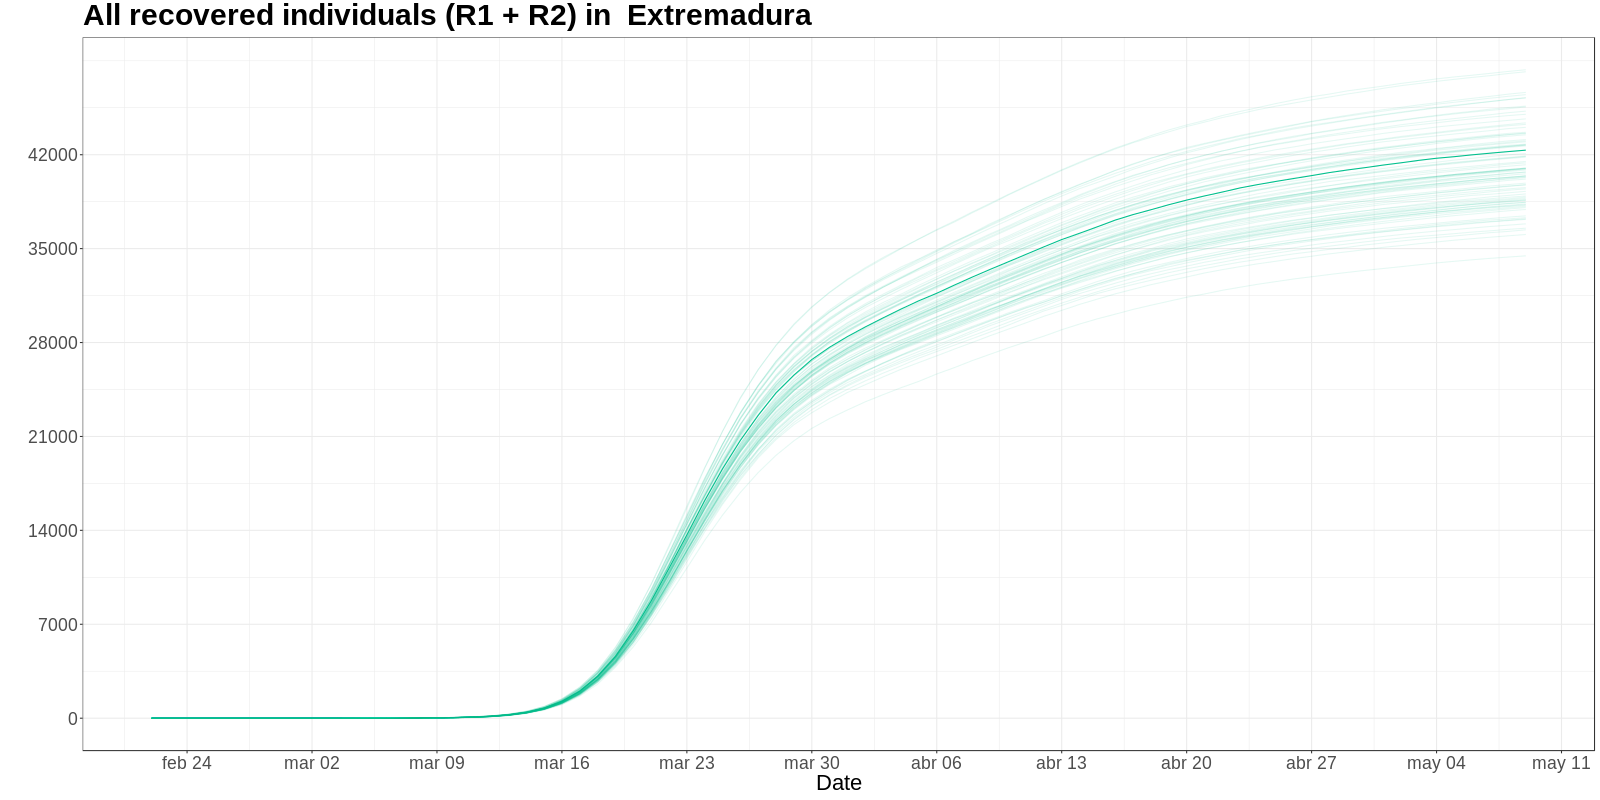 All recovered individuals (R1 + R2) in  Extremadura
42000
35000
28000
21000
14000
7000
0
feb 24 mar 02 mar 09 mar 16 mar 23 mar 30 abr 06 abr 13 abr 20 abr 27 may 04 may 11
Date